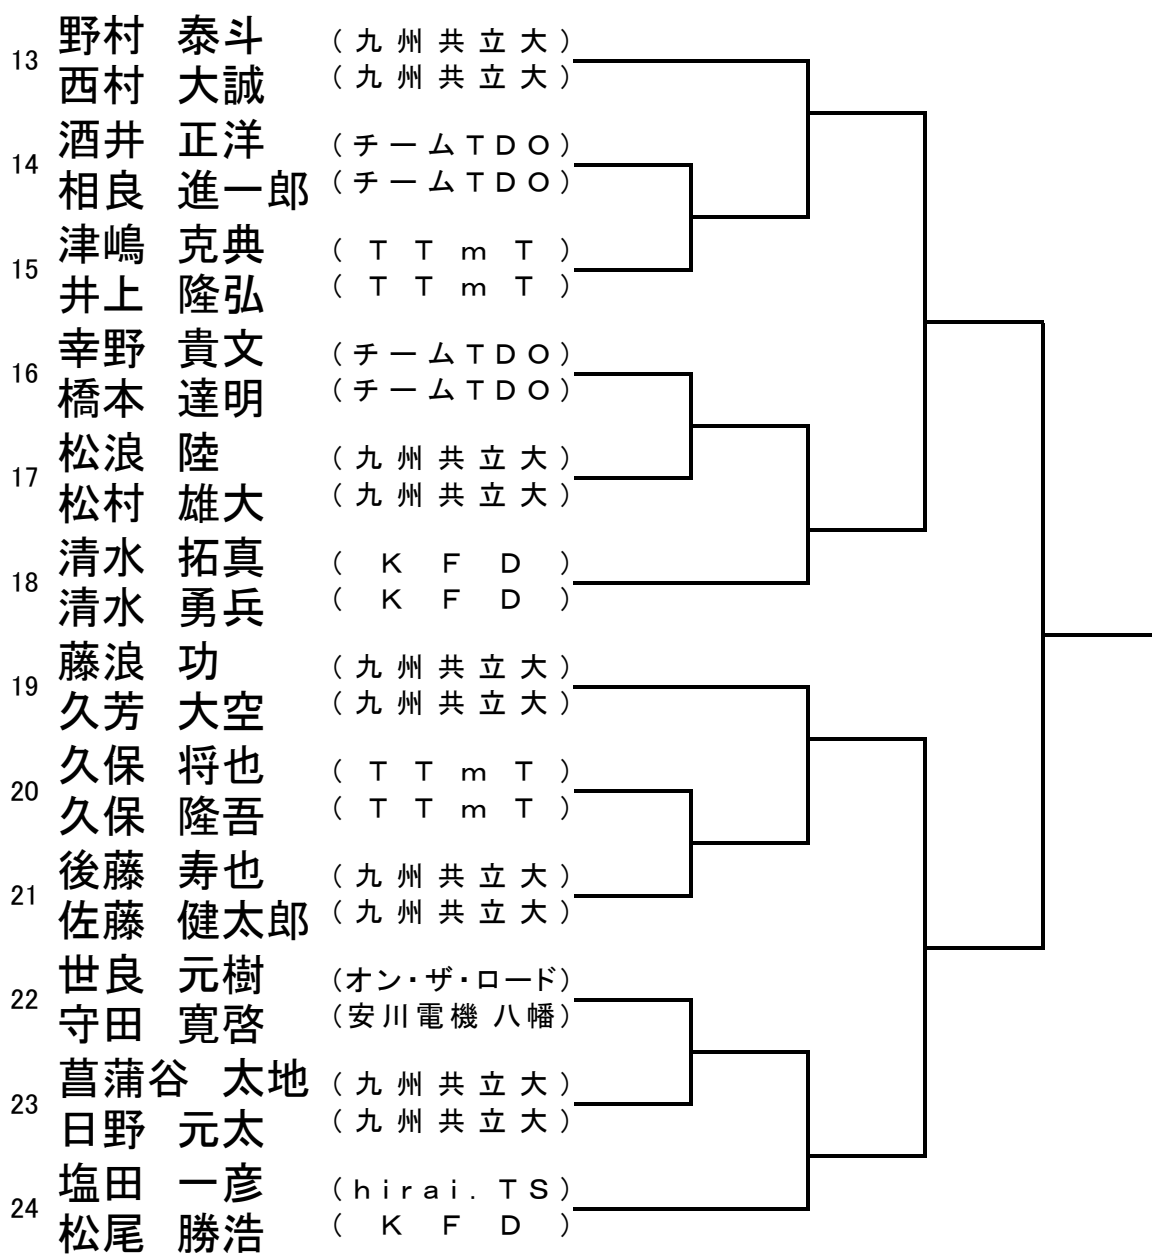 13 野村 泰斗 (九州共立大)
西村 大誠 (九州共立大)
14 酒井 正洋 (チームTDO)
相良 進一郎 (チームTDO)
15 津嶋 克典 (TTmT)
井上 隆弘 (TTmT)
16 幸野 貴文 (チームTDO)
橋本 達明 (チームTDO)
17 松浪 陸 (九州共立大)
松村 雄大 (九州共立大)
18 清水 拓真 (KFD)
清水 勇兵 (KFD)
19 藤浪 功 (九州共立大)
久芳 大空 (九州共立大)
20 久保 将也 (TTmT)
久保 隆吾 (TTmT)
21 後藤 寿也 (九州共立大)
佐藤 健太郎 (九州共立大)
22 世良 元樹 (オン・ザ・ロード)
守田 寛啓 (安川電機 八幡)
23 菖蒲谷 太地 (九州共立大)
日野 元太 (九州共立大)
24 塩田 一彦 (hirai. TS)
松尾 勝浩 (KFD)